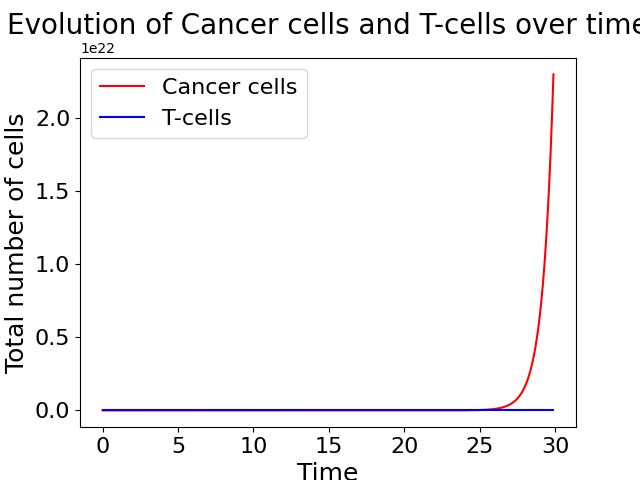 Evolution of Cancer cells and T-cells over time
1e22
Cancer cells
T-cells
Total number of cells
2.0
1.5
1.0
0.5
0.0
0 5 10 15 20 25 30
Time